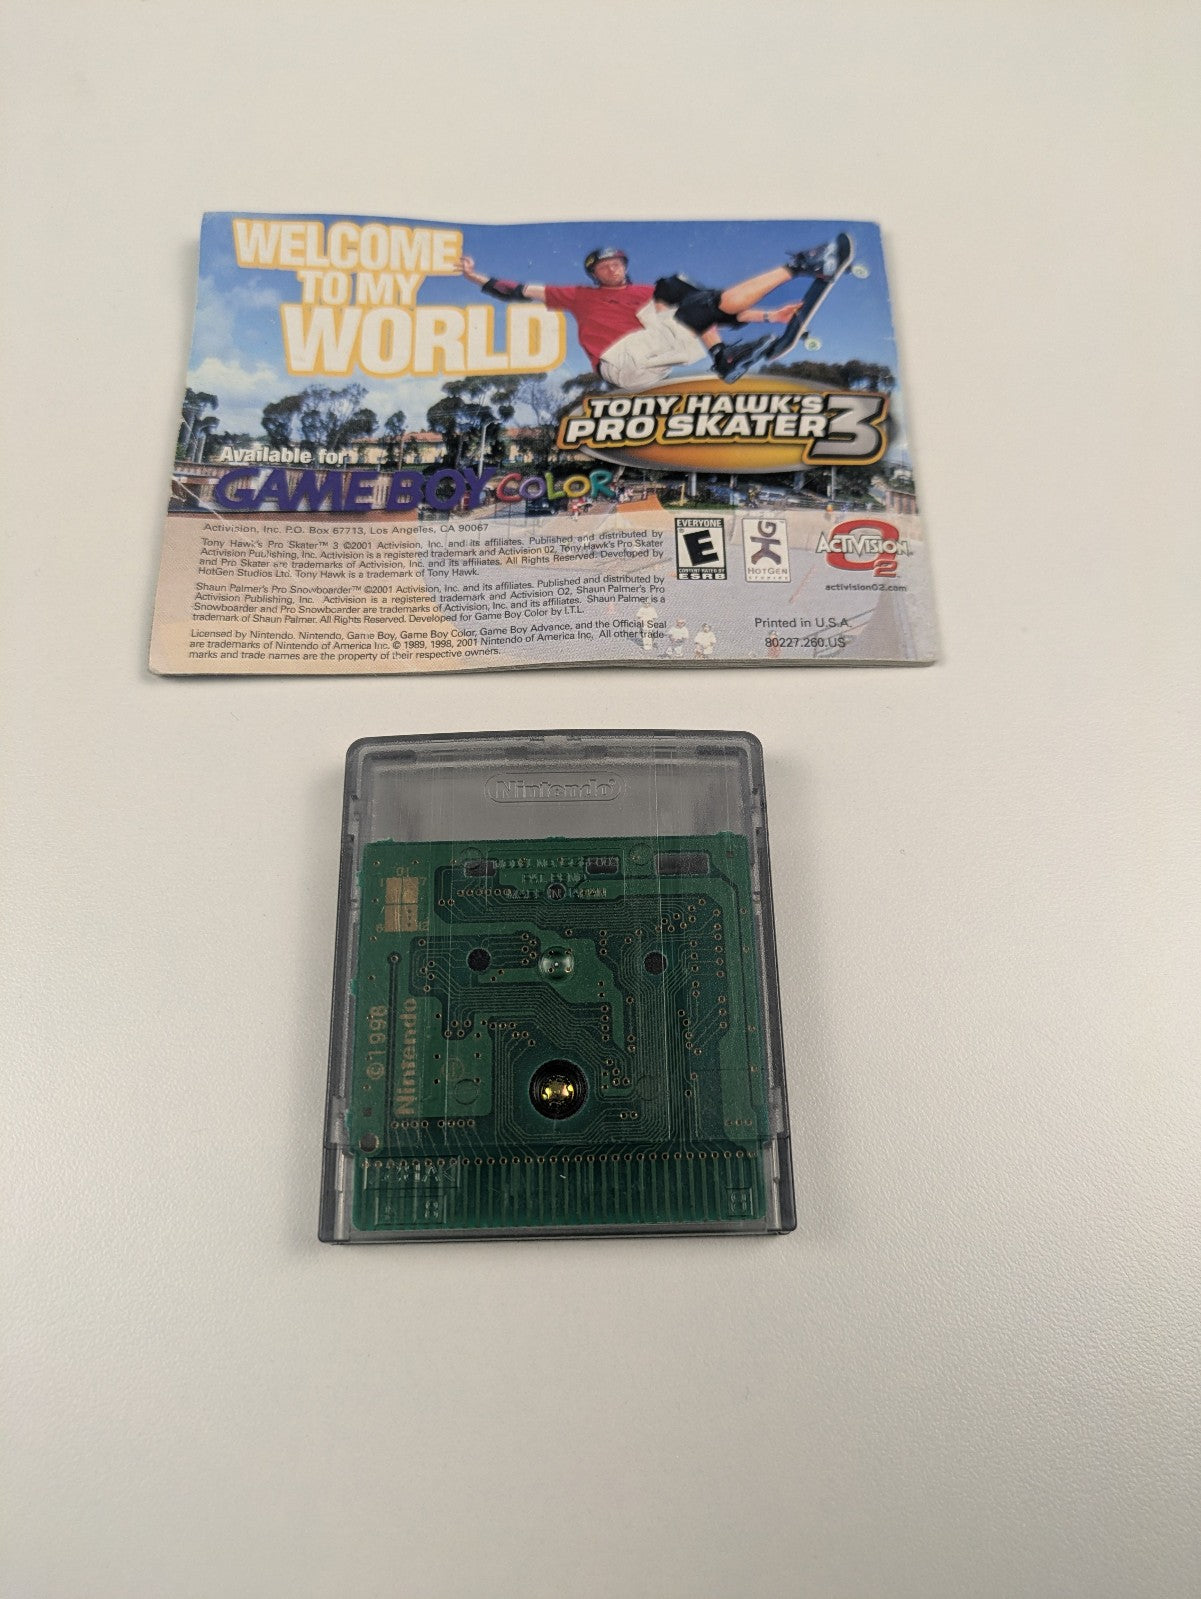 WELCOME
TO MY
WORLD
TONY HAWK'S
PRO SKATER 3
Available for
GAME BOY COLOR
Activision, Inc. P.O. Box 67713, Los Angeles, CA 90067
Tony Hawk's Pro Skater™ 3 ©2001 Activision, Inc. and its affiliates. Published and distributed by
Activision Publishing, Inc. Activision is a registered trademark and Activision O2, Tony Hawk's Pro Skater
and Pro Skater are trademarks of Activision, Inc. and its affiliates. All Rights Reserved. Developed by
HotGen Studios Ltd. Tony Hawk is a trademark of Tony Hawk.
Shaun Palmer's Pro Snowboarder™ ©2001 Activision, Inc. and its affiliates. Published and distributed by
Activision Publishing, Inc. Activision is a registered trademark and Activision O2, Shaun Palmer's Pro
Snowboarder and Pro Snowboarder are trademarks of Activision, Inc. and its affiliates. Shaun Palmer is a
trademark of Shaun Palmer. All Rights Reserved. Developed for Game Boy Color by I.T.L.
Licensed by Nintendo. Nintendo, Game Boy, Game Boy Color, Game Boy Advance, and the Official Seal
are trademarks of Nintendo of America Inc. © 1989, 1998, 2001 Nintendo of America Inc. All other trade
marks and trade names are the property of their respective owners.
EVERYONE
E
CONTENT RATED BY
ESRB
HG
HOTGEN
STUDIOS
ACTIVISION
O2
activisionO2.com
Printed in U.S.A.
80227.260.US
Nintendo
MADE IN JAPAN
©1998
Nintendo
8
8